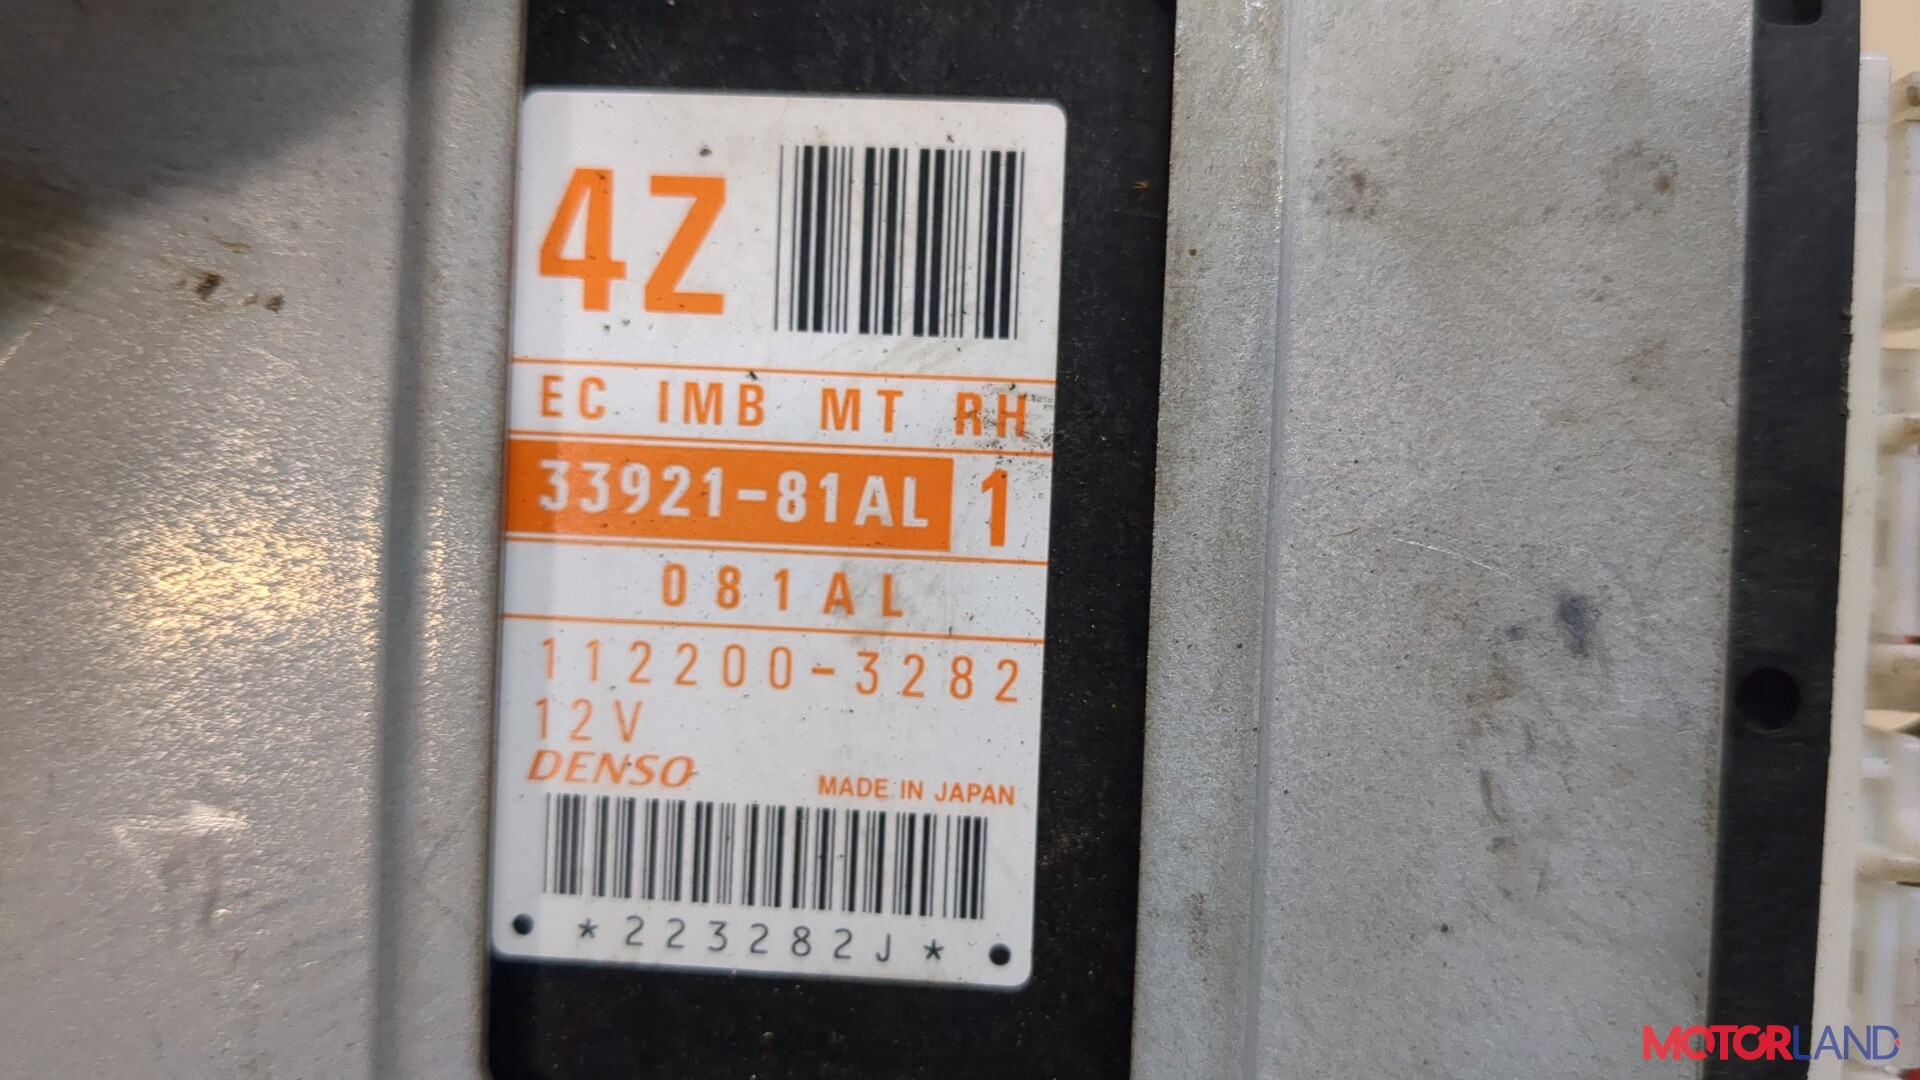 4Z
EC IMB MT RH
33921-81AL 1
081AL
112200-3282
12V
DENSO MADE IN JAPAN
*223282J*
MOTORLAND